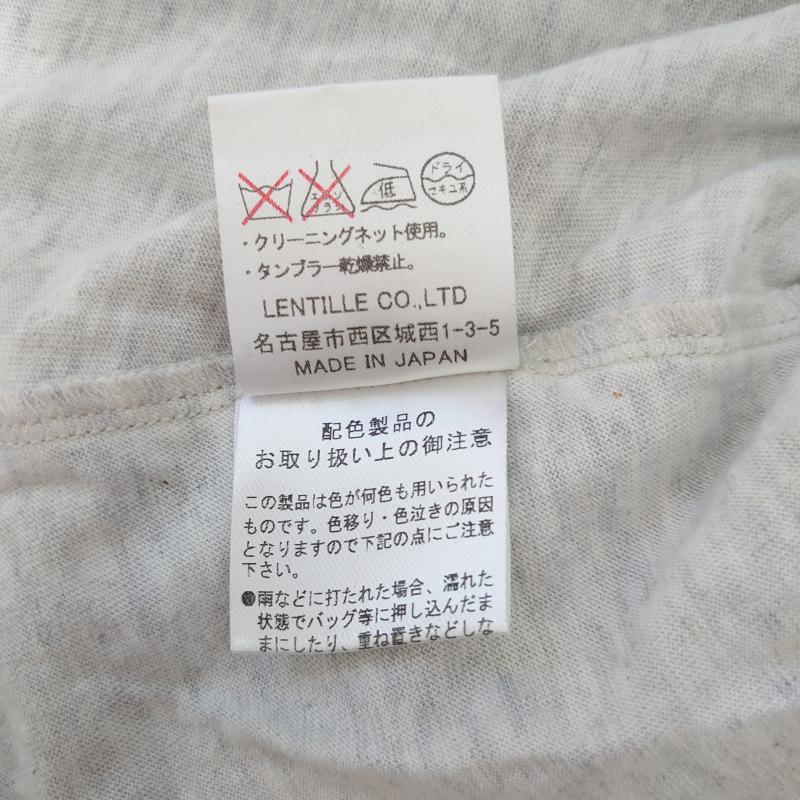 エンソ
サラシ
低
ドライ
セキユ系
・クリーニングネット使用。
・タンブラー乾燥禁止。
LENTILLE CO.,LTD
名古屋市西区城西1-3-5
MADE IN JAPAN
配色製品の
お取り扱い上の御注意
この製品は色が何色も用いられた
ものです。色移り・色泣きの原因
となりますので下記の点にご注意
下さい。
●雨などに打たれた場合、濡れた
状態でバッグ等に押し込んだま
まにしたり、重ね置きなどしな